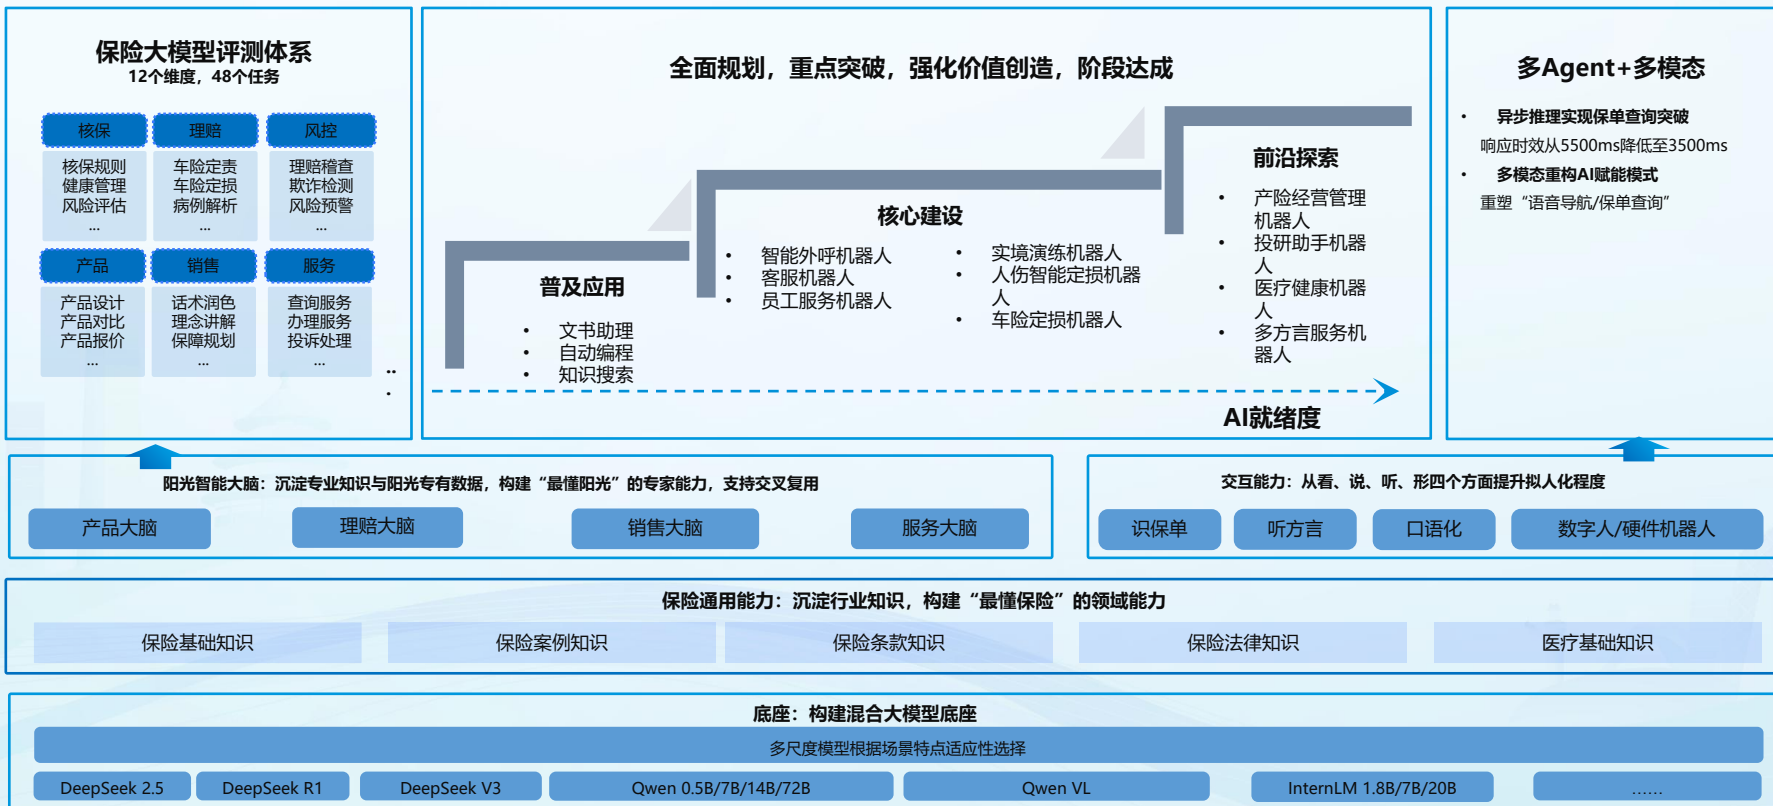 保险大模型评测体系
12个维度，48个任务
核保
核保规则
健康管理
风险评估
...
理赔
车险定责
车险定损
病例解析
...
风控
理赔稽查
欺诈检测
风险预警
...
产品
产品设计
产品对比
产品报价
...
销售
话术润色
理念讲解
保障规划
...
服务
查询服务
办理服务
投诉处理
...
..
.
全面规划，重点突破，强化价值创造，阶段达成
普及应用
• 文书助理
• 自动编程
• 知识搜索
核心建设
• 智能外呼机器人
• 客服机器人
• 员工服务机器人
• 实境演练机器人
• 人伤智能定损机器
人
• 车险定损机器人
前沿探索
• 产险经营管理
机器人
• 投研助手机器
人
• 医疗健康机器
人
• 多方言服务机
器人
AI就绪度
多Agent+多模态
• 异步推理实现保单查询突破
响应时效从5500ms降低至3500ms
• 多模态重构AI赋能模式
重塑“语音导航/保单查询”
阳光智能大脑：沉淀专业知识与阳光专有数据，构建“最懂阳光”的专家能力，支持交叉复用
产品大脑
理赔大脑
销售大脑
服务大脑
交互能力：从看、说、听、形四个方面提升拟人化程度
识保单
听方言
口语化
数字人/硬件机器人
保险通用能力：沉淀行业知识，构建“最懂保险”的领域能力
保险基础知识
保险案例知识
保险条款知识
保险法律知识
医疗基础知识
底座：构建混合大模型底座
多尺度模型根据场景特点适应性选择
DeepSeek 2.5
DeepSeek R1
DeepSeek V3
Qwen 0.5B/7B/14B/72B
Qwen VL
InternLM 1.8B/7B/20B
......